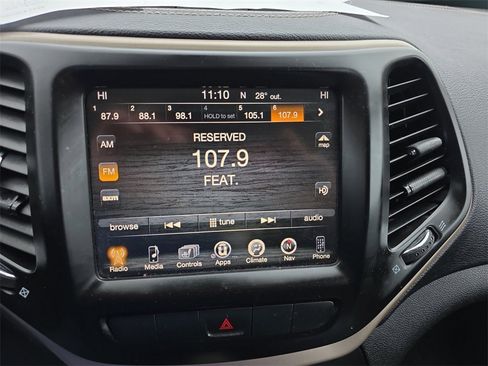 HI 11:10 N 28° out. HI
1 2 3 4 5 6
87.9 88.1 98.1 HOLD to set 105.1 107.9
AM
RESERVED
107.9
FEAT.
map
FM
axm
HD
browse tune audio
Radio Media Controls Apps Climate Nav Phone